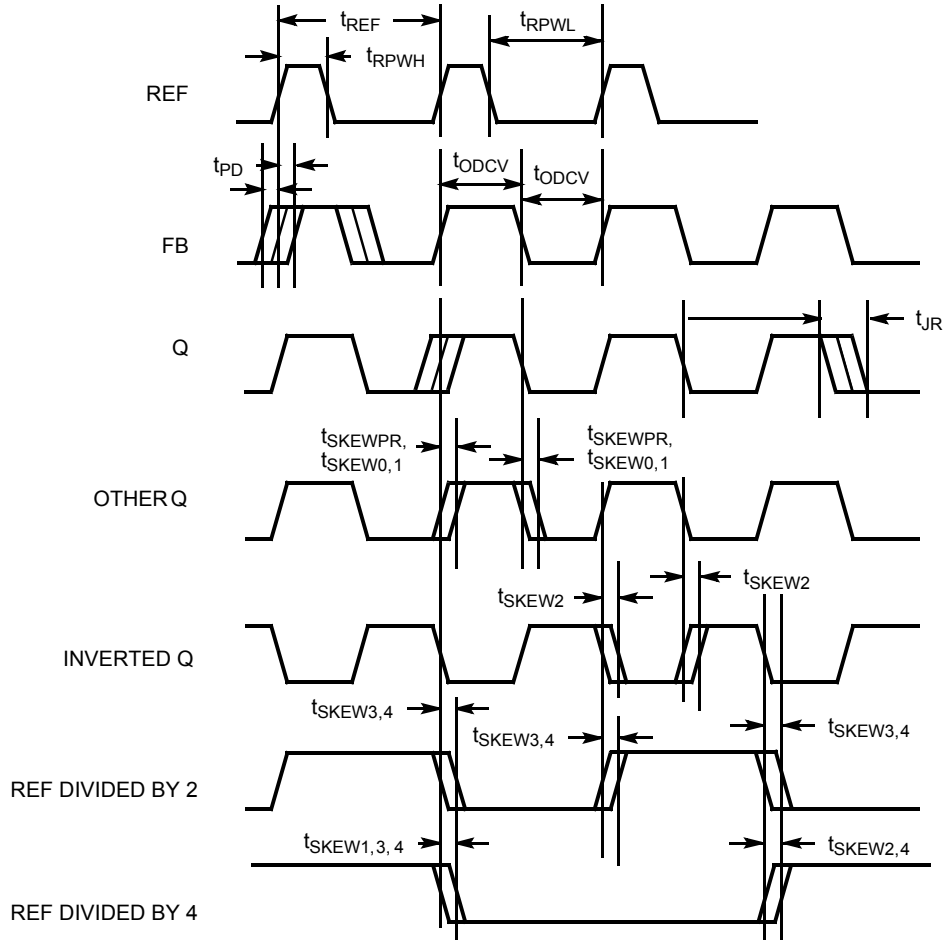 tREF
tRPWL
tRPWH
REF
tPD
tODCV
tODCV
FB
tJR
Q
tSKEWPR,
tSKEW0,1
tSKEWPR,
tSKEW0,1
OTHER Q
tSKEW2
tSKEW2
INVERTED Q
tSKEW3,4
tSKEW3,4
tSKEW3,4
REF DIVIDED BY 2
tSKEW1,3,4
tSKEW2,4
REF DIVIDED BY 4